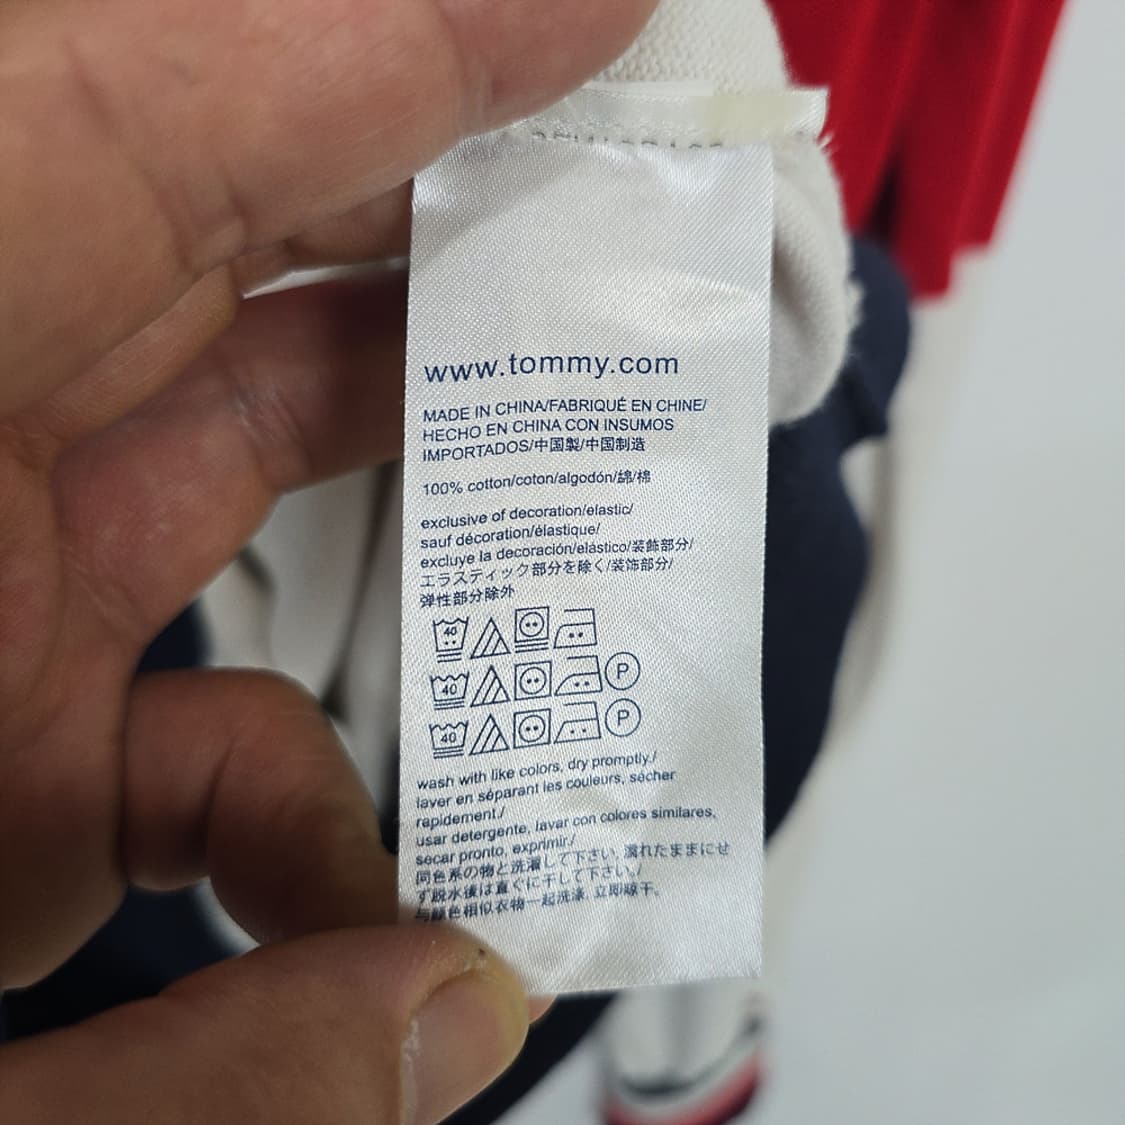 www.tommy.com
MADE IN CHINA/FABRIQUÉ EN CHINE/
HECHO EN CHINA CON INSUMOS
IMPORTADOS/中国製/中国制造
100% cotton/coton/algodón/綿/棉
exclusive of decoration/elastic/
sauf décoration/élastique/
excluye la decoración/elástico/装飾部分/
エラスティック部分を除く/装饰部分/
弹性部分除外
40
40 P
40 P
wash with like colors, dry promptly./
laver en séparant les couleurs, sécher
rapidement./
usar detergente, lavar con colores similares,
secar pronto, exprimir./
同色系の物と洗濯して下さい, 濡れたままにせ
ず脱水後は直ぐに干して下さい./
与颜色相似衣物一起洗涤, 立即晾干。